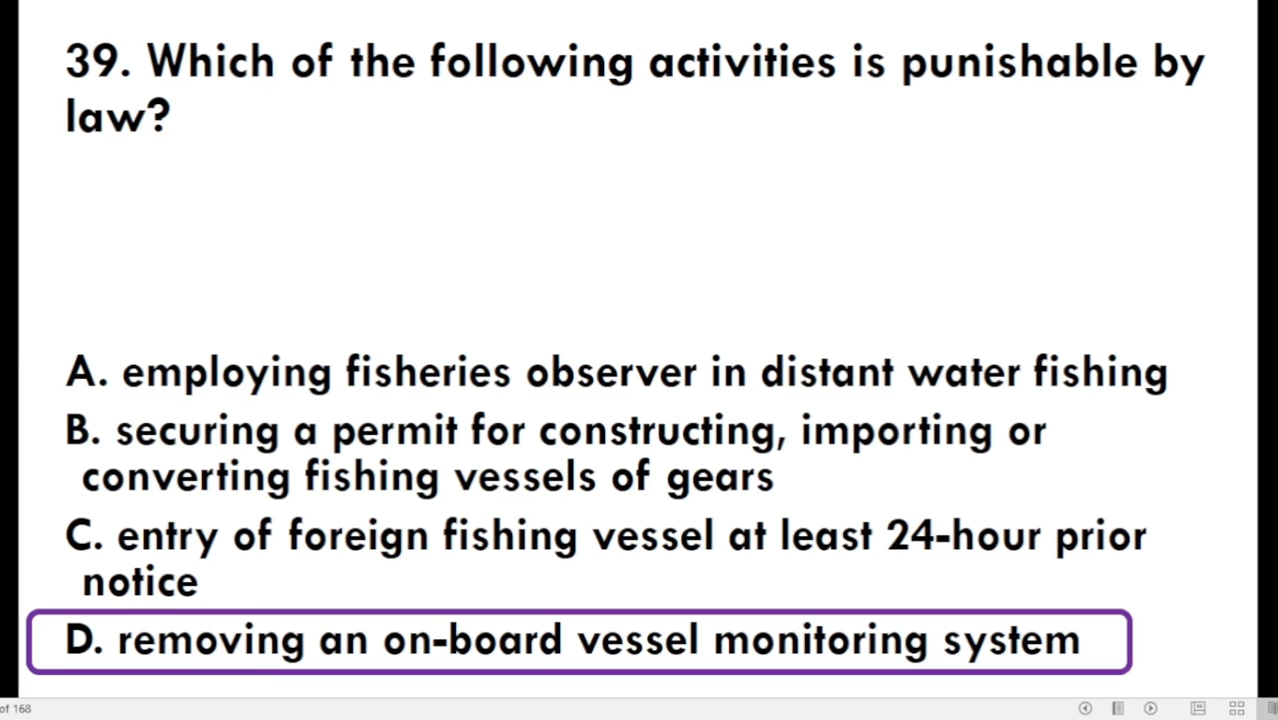 39. Which of the following activities is punishable by
law?
A. employing fisheries observer in distant water fishing
B. securing a permit for constructing, importing or
converting fishing vessels of gears
C. entry of foreign fishing vessel at least 24-hour prior
notice
D. removing an on-board vessel monitoring system
of 168